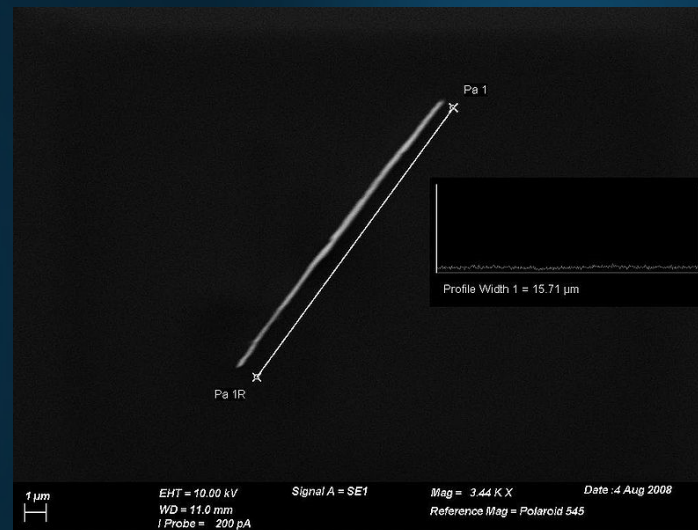 Pa 1
Profile Width 1 = 15.71 µm
Pa 1R
1 µm
EHT = 10.00 kV
WD = 11.0 mm
I Probe = 200 pA
Signal A = SE1
Mag = 3.44 K X
Reference Mag = Polaroid 545
Date :4 Aug 2008